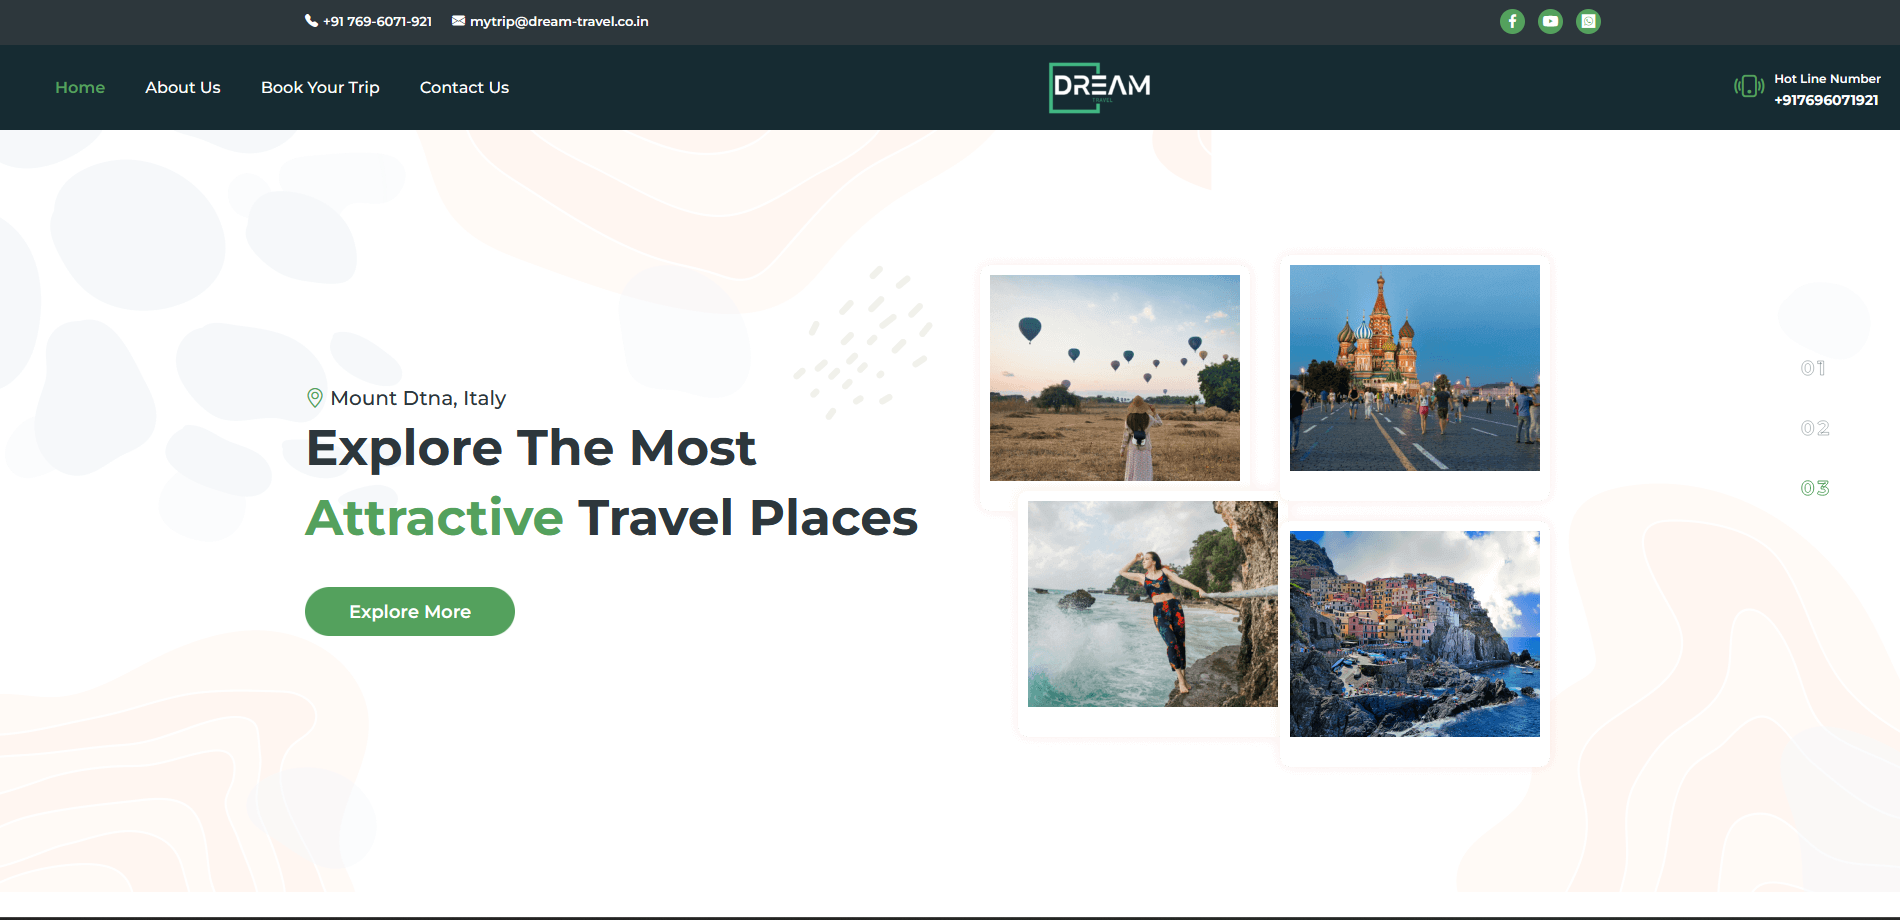 +91 769-6071-921 mytrip@dream-travel.co.in
Home About Us Book Your Trip Contact Us
DREAM
TRAVEL
Hot Line Number
+917696071921
Mount Dtna, Italy
Explore The Most
Attractive Travel Places
Explore More
01
02
03